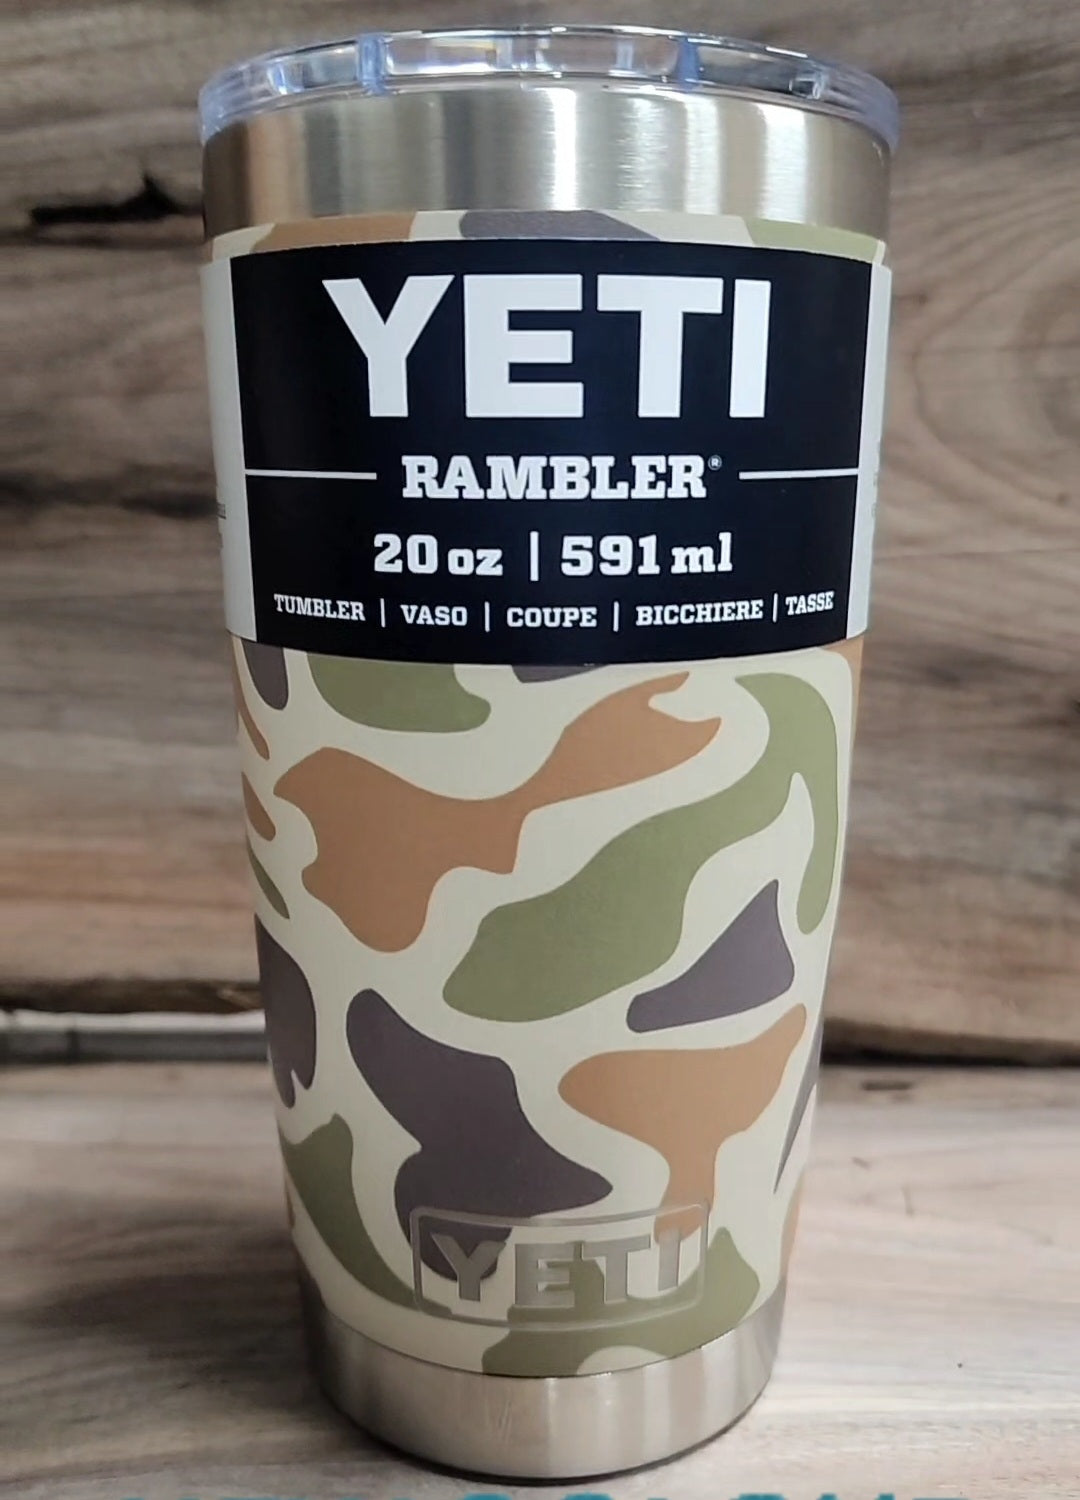 YETI
RAMBLER®
20 oz | 591 ml
TUMBLER | VASO | COUPE | BICCHIERE | TASSE
YETI